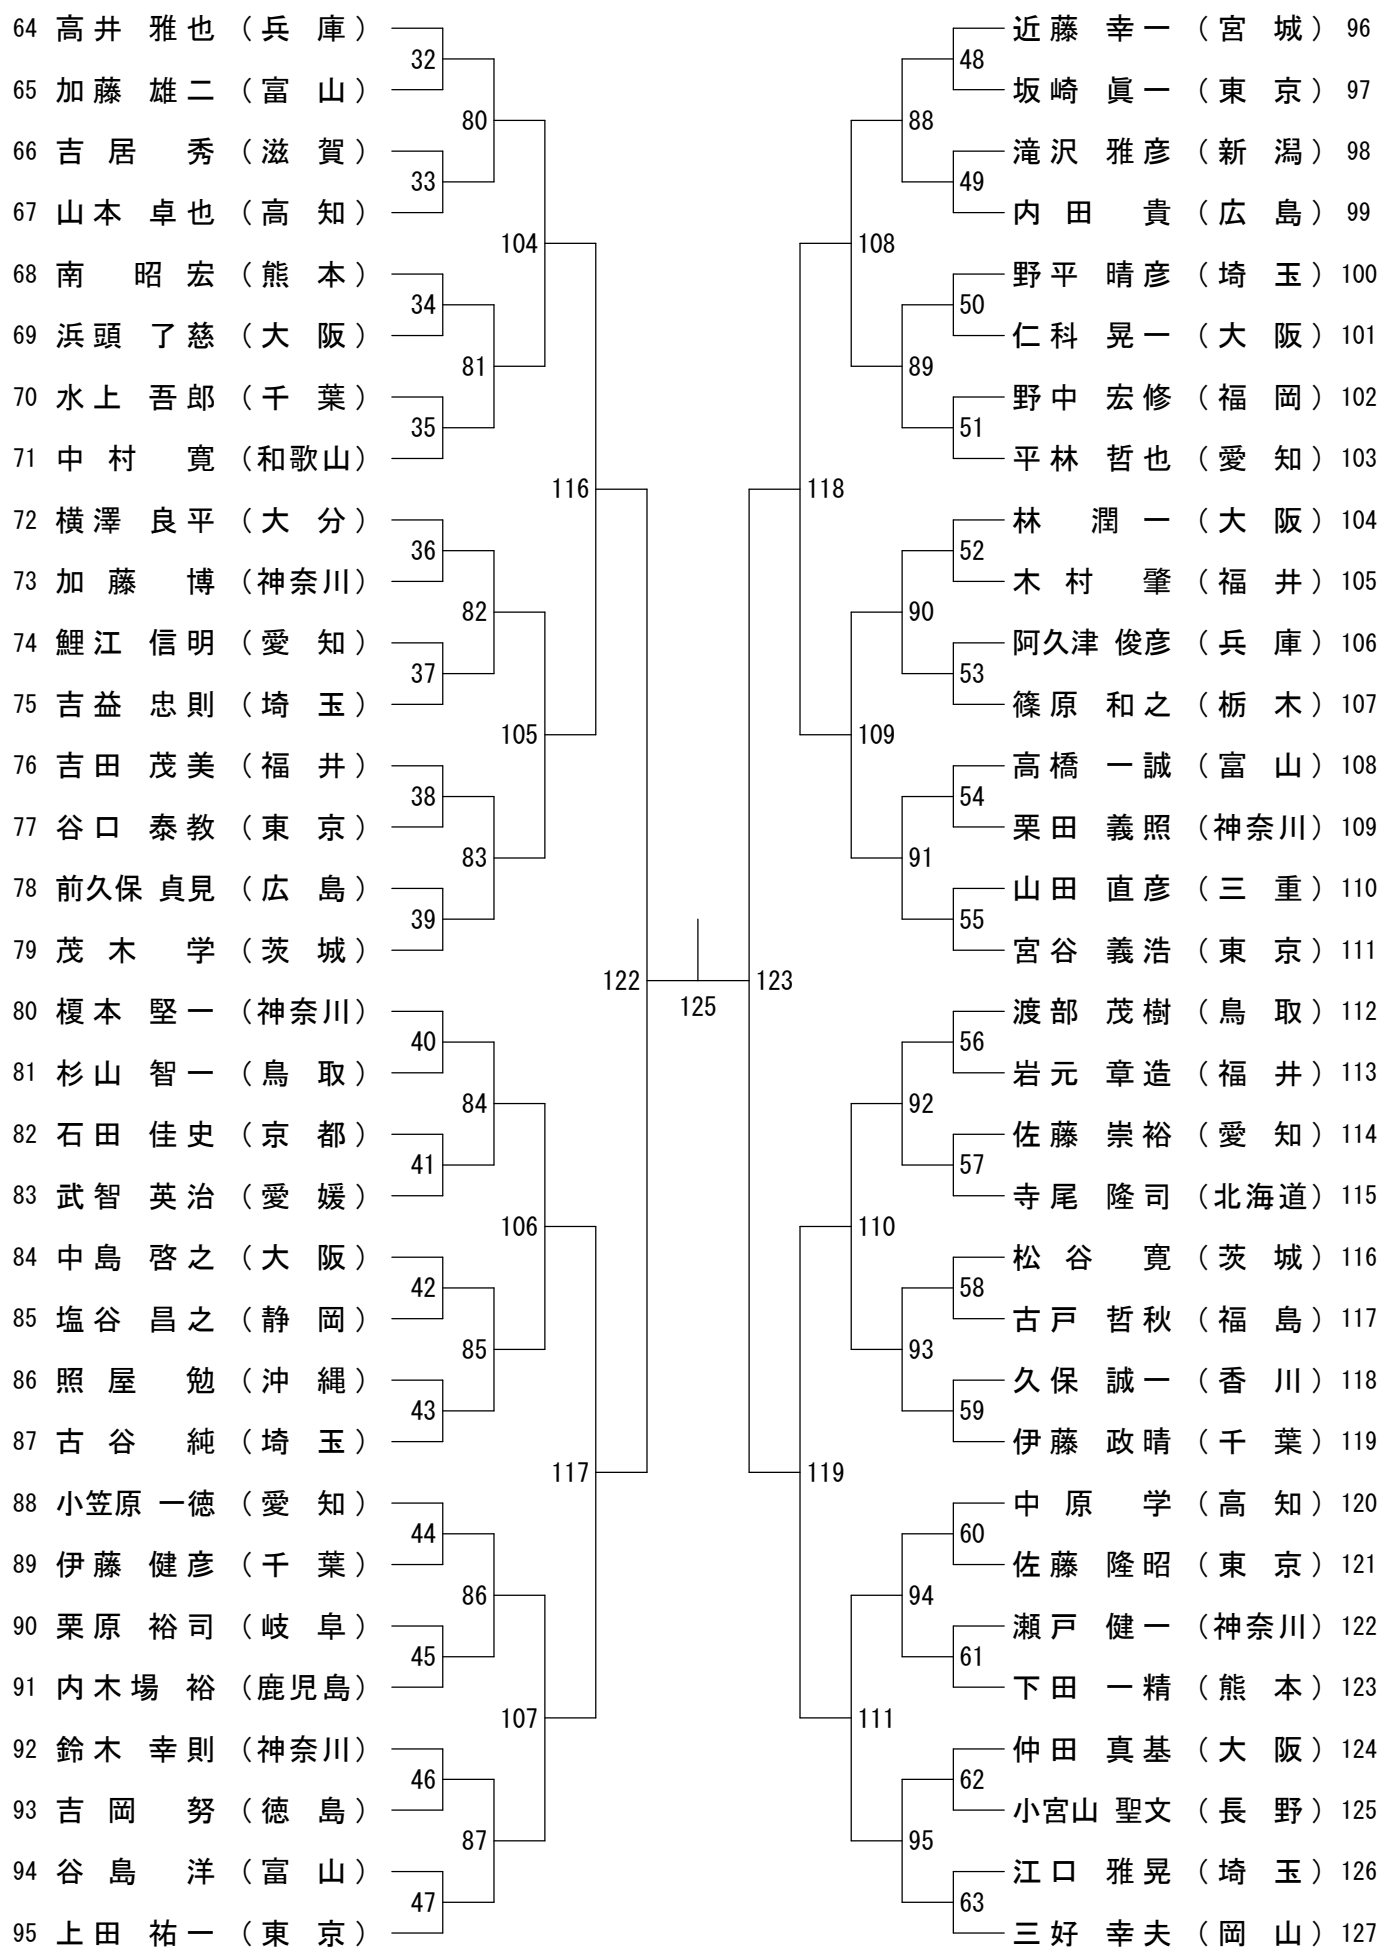 64 高井 雅也 (兵 庫)
65 加藤 雄二 (富 山)
66 吉居 秀 (滋 賀)
67 山本 卓也 (高 知)
68 南 昭宏 (熊 本)
69 浜頭 了慈 (大 阪)
70 水上 吾郎 (千 葉)
71 中村 寛 (和歌山)
72 横澤 良平 (大 分)
73 加藤 博 (神奈川)
74 鯉江 信明 (愛 知)
75 吉益 忠則 (埼 玉)
76 吉田 茂美 (福 井)
77 谷口 泰教 (東 京)
78 前久保 貞見 (広 島)
79 茂木 学 (茨 城)
80 榎本 堅一 (神奈川)
81 杉山 智一 (鳥 取)
82 石田 佳史 (京 都)
83 武智 英治 (愛 媛)
84 中島 啓之 (大 阪)
85 塩谷 昌之 (静 岡)
86 照屋 勉 (沖 縄)
87 古谷 純 (埼 玉)
88 小笠原 一徳 (愛 知)
89 伊藤 健彦 (千 葉)
90 栗原 裕司 (岐 阜)
91 内木場 裕 (鹿児島)
92 鈴木 幸則 (神奈川)
93 吉岡 努 (徳 島)
94 谷島 洋 (富 山)
95 上田 祐一 (東 京)
32
33
34
35
36
37
38
39
40
41
42
43
44
45
46
47
80
81
82
83
84
85
86
87
104
105
106
107
116
117
122
125
123
118
119
108
109
110
111
88
89
90
91
92
93
94
95
48
49
50
51
52
53
54
55
56
57
58
59
60
61
62
63
近藤 幸一 (宮 城) 96
坂崎 眞一 (東 京) 97
滝沢 雅彦 (新 潟) 98
内田 貴 (広 島) 99
野平 晴彦 (埼 玉) 100
仁科 晃一 (大 阪) 101
野中 宏修 (福 岡) 102
平林 哲也 (愛 知) 103
林 潤一 (大 阪) 104
木村 肇 (福 井) 105
阿久津 俊彦 (兵 庫) 106
篠原 和之 (栃 木) 107
高橋 一誠 (富 山) 108
栗田 義照 (神奈川) 109
山田 直彦 (三 重) 110
宮谷 義浩 (東 京) 111
渡部 茂樹 (鳥 取) 112
岩元 章造 (福 井) 113
佐藤 崇裕 (愛 知) 114
寺尾 隆司 (北海道) 115
松谷 寛 (茨 城) 116
古戸 哲秋 (福 島) 117
久保 誠一 (香 川) 118
伊藤 政晴 (千 葉) 119
中原 学 (高 知) 120
佐藤 隆昭 (東 京) 121
瀬戸 健一 (神奈川) 122
下田 一精 (熊 本) 123
仲田 真基 (大 阪) 124
小宮山 聖文 (長 野) 125
江口 雅晃 (埼 玉) 126
三好 幸夫 (岡 山) 127